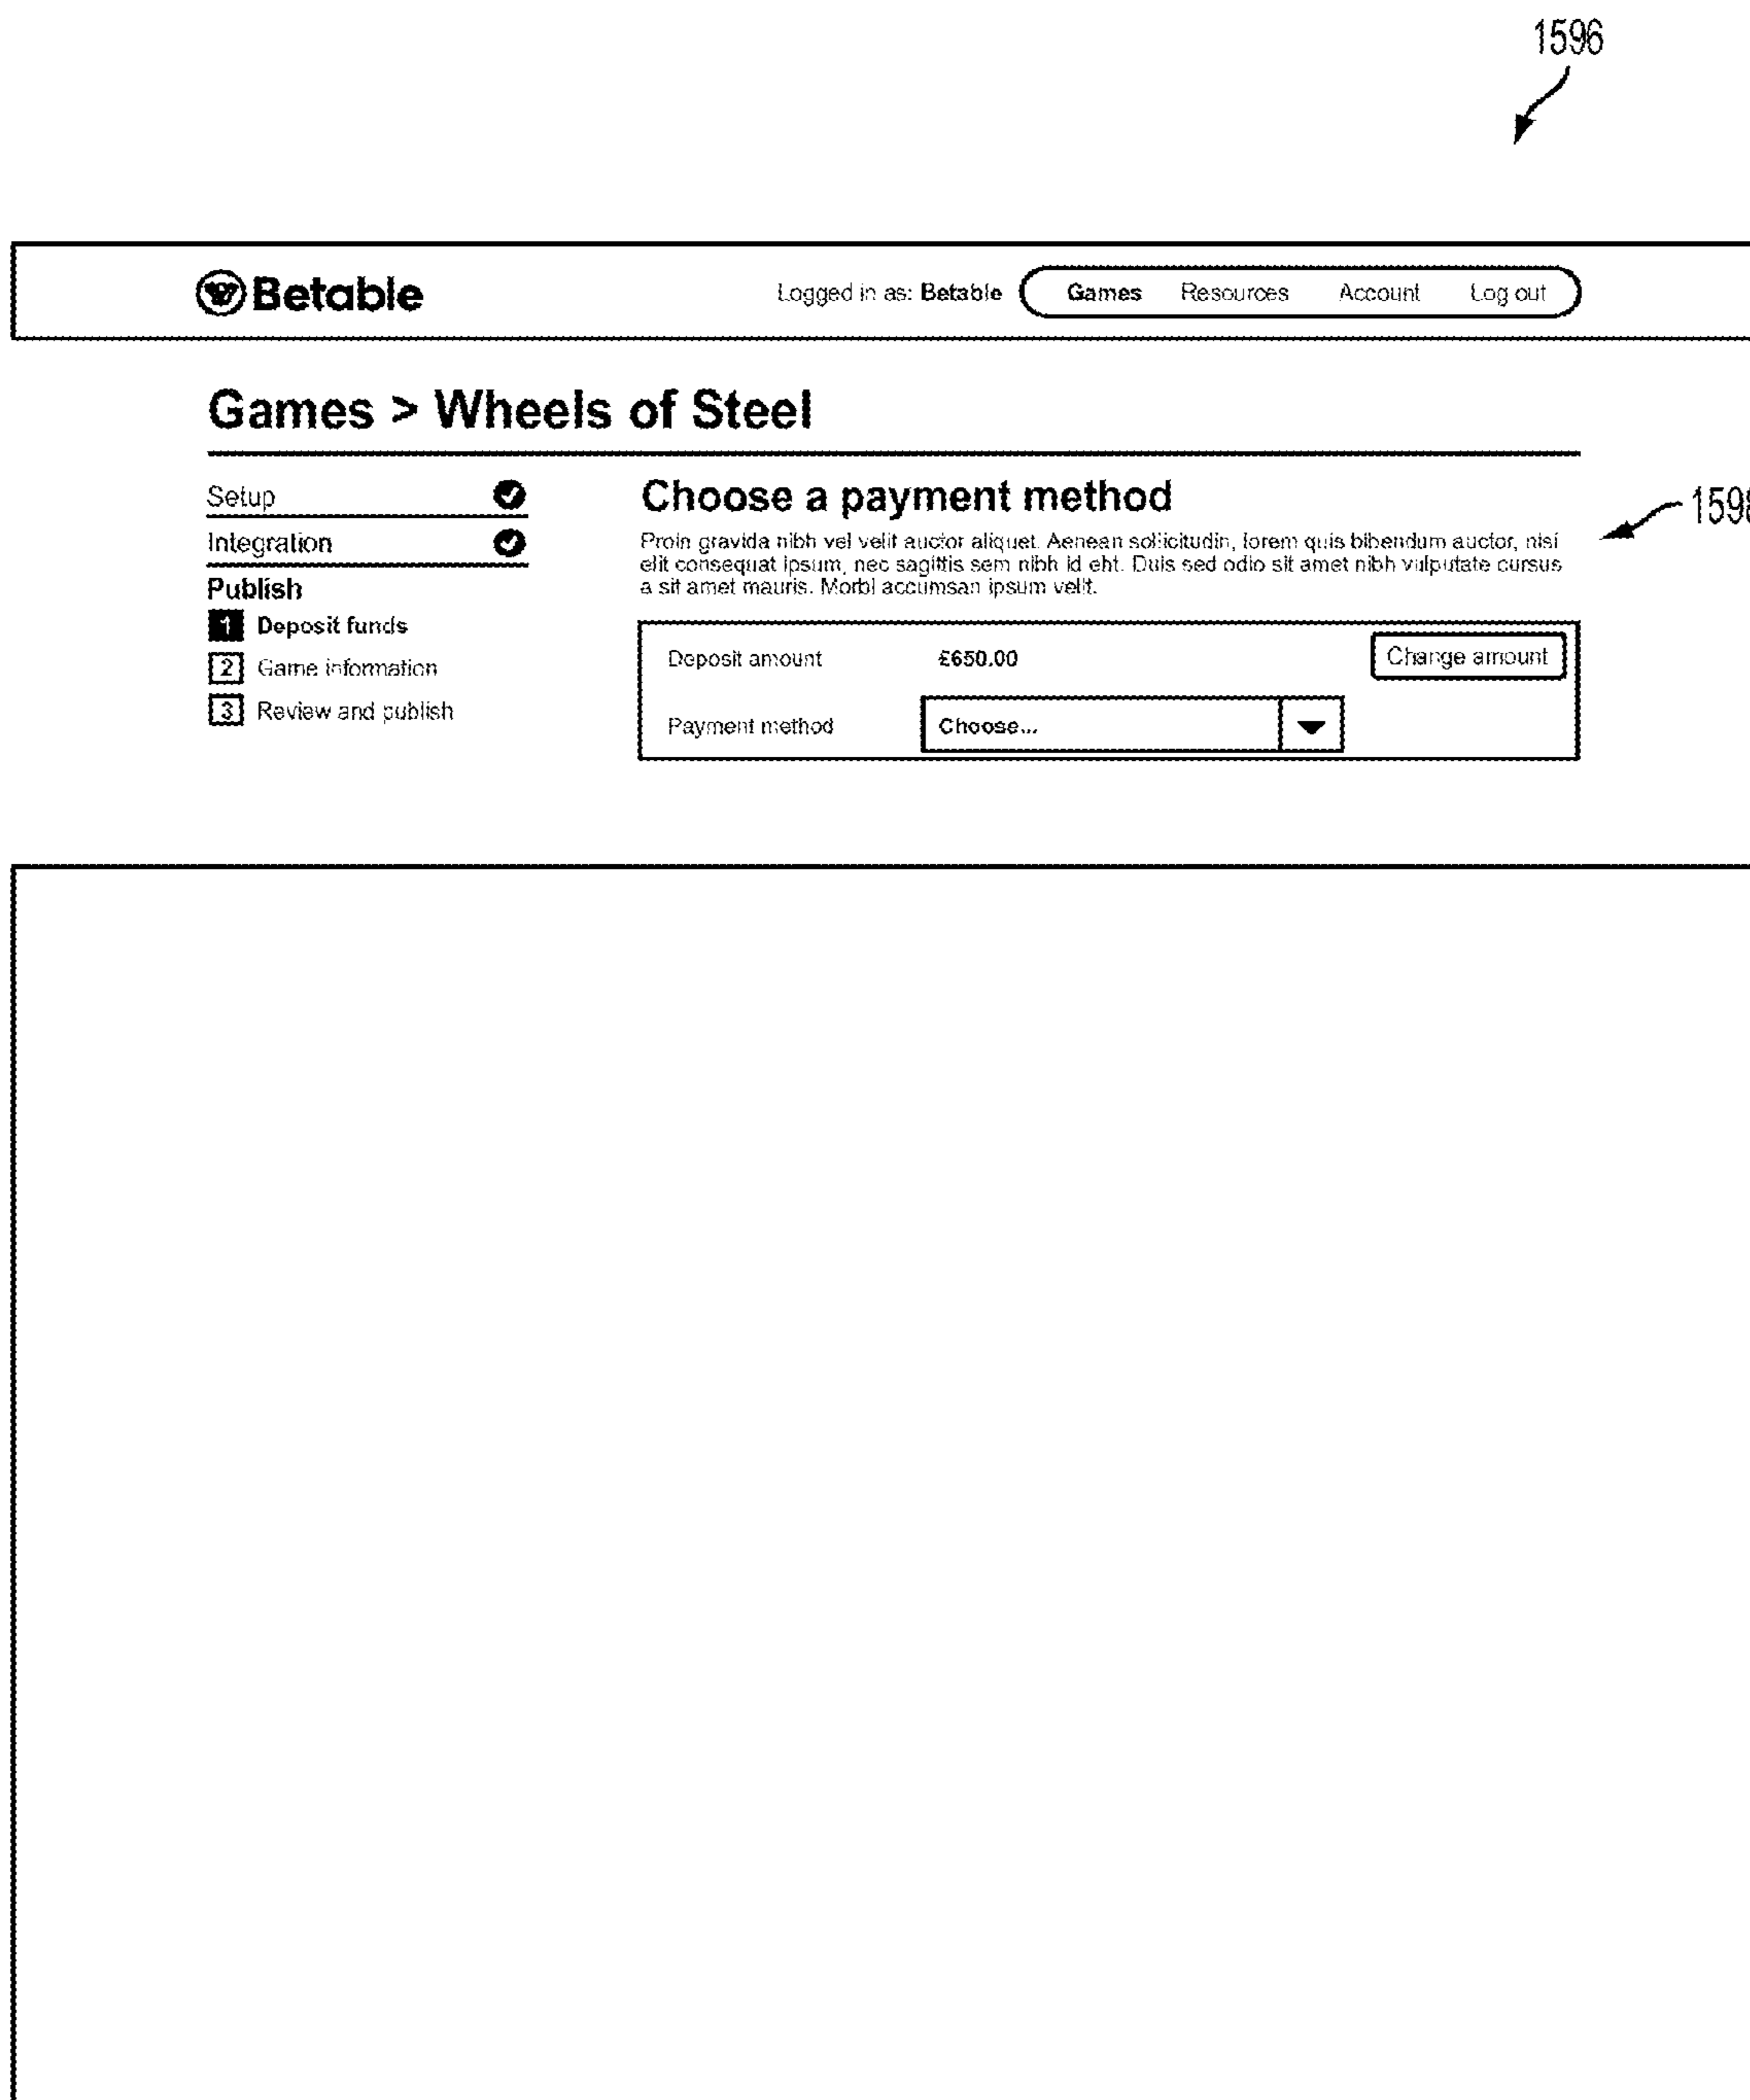 1596
Betable
Logged in as: Betable Games Resources Account Log out
Games > Wheels of Steel
Setup
Integration
Publish
1 Deposit funds
2 Game information
3 Review and publish
Choose a payment method
1598
Proin gravida nibh vel velit auctor aliquet. Aenean sollicitudin, lorem quis bibendum auctor, nisi
elit consequat ipsum, nec sagittis sem nibh id eht. Duis sed odio sit amet nibh vulputate cursus
a sit amet mauris. Morbi accumsan ipsum velit.
Deposit amount £650.00 Change amount
Payment method Choose...